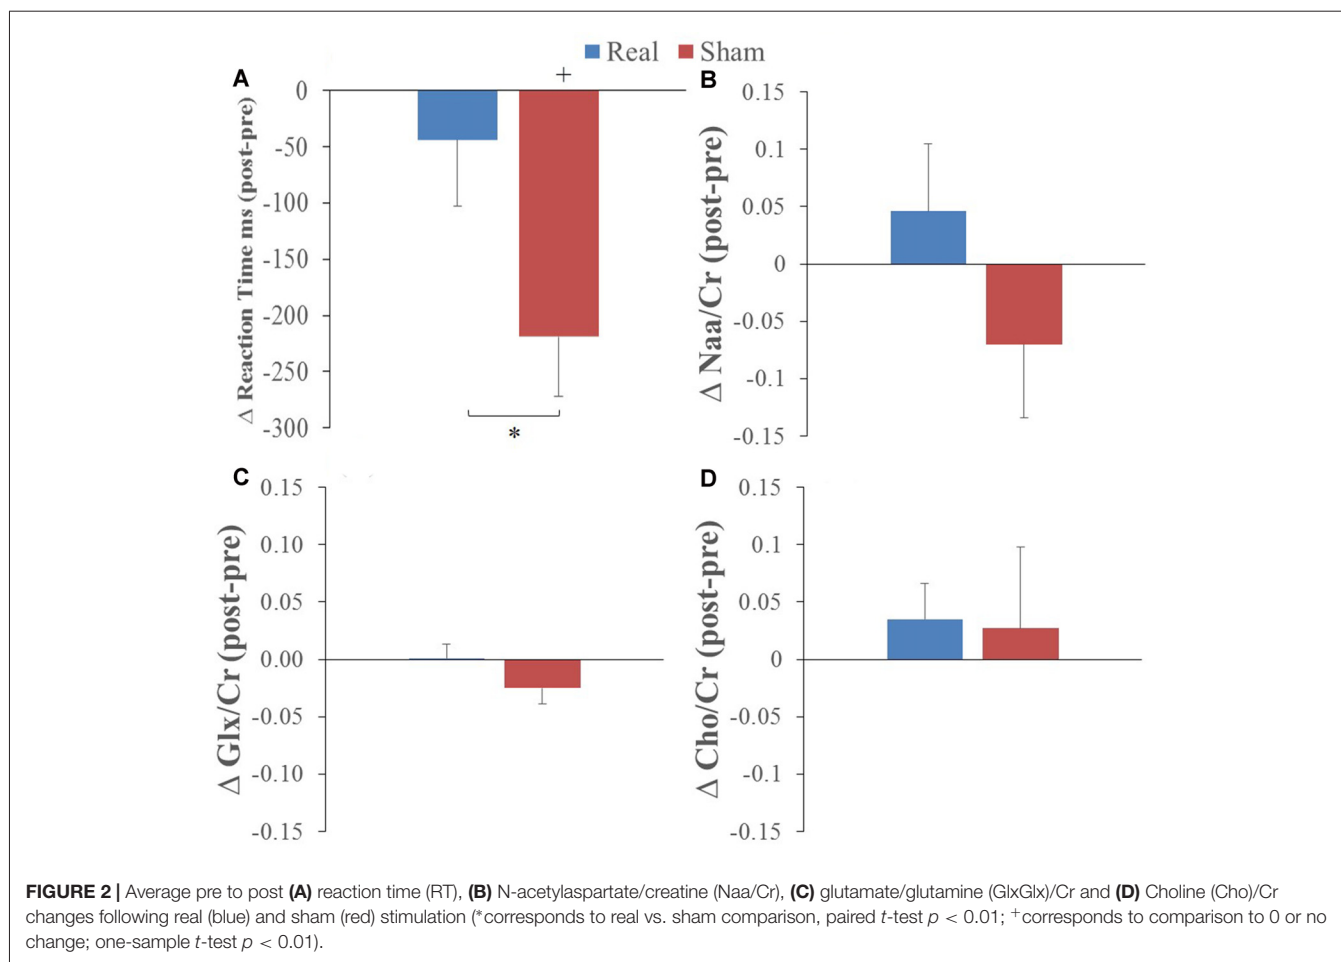 Real Sham
A
+
0
-50
-100
-150
-200
-250
-300
Δ Reaction Time ms (post-pre)
*
B
0.15
0.1
0.05
0
-0.05
-0.1
-0.15
Δ Naa/Cr (post-pre)
C
0.15
0.10
0.05
0.00
-0.05
-0.10
-0.15
Δ Glx/Cr (post-pre)
D
0.15
0.1
0.05
0
-0.05
-0.1
-0.15
Δ Cho/Cr (post-pre)
FIGURE 2 | Average pre to post (A) reaction time (RT), (B) N-acetylaspartate/creatine (Naa/Cr), (C) glutamate/glutamine (GlxGlx)/Cr and (D) Choline (Cho)/Cr
changes following real (blue) and sham (red) stimulation (*corresponds to real vs. sham comparison, paired t-test p < 0.01; +corresponds to comparison to 0 or no
change; one-sample t-test p < 0.01).